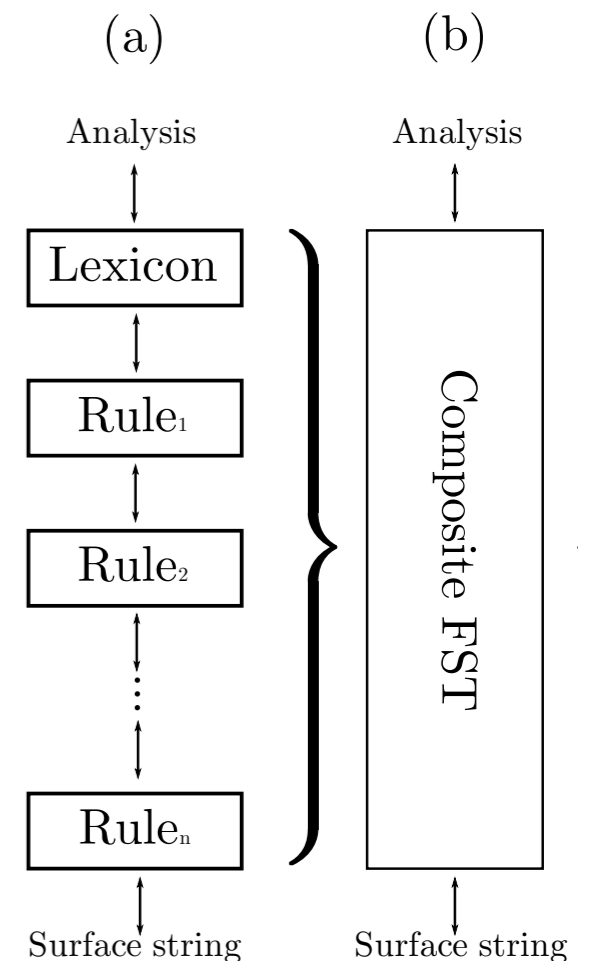 (a)
(b)
Analysis
Analysis
Lexicon
Rule₁
Rule₂
⋮
Ruleₙ
Surface string
Composite FST
Surface string